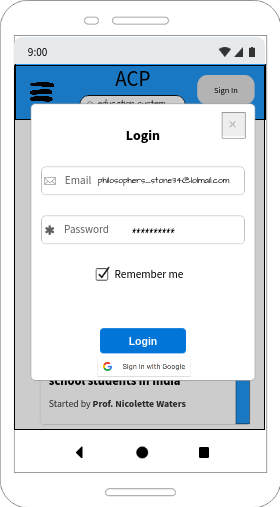 9:00
ACP
Sign In
education system
×
Login
Email philosophers_stone34@lolmail.com
Password **********
Remember me
Login
Sign in with Google
school students in India
Started by Prof. Nicolette Waters